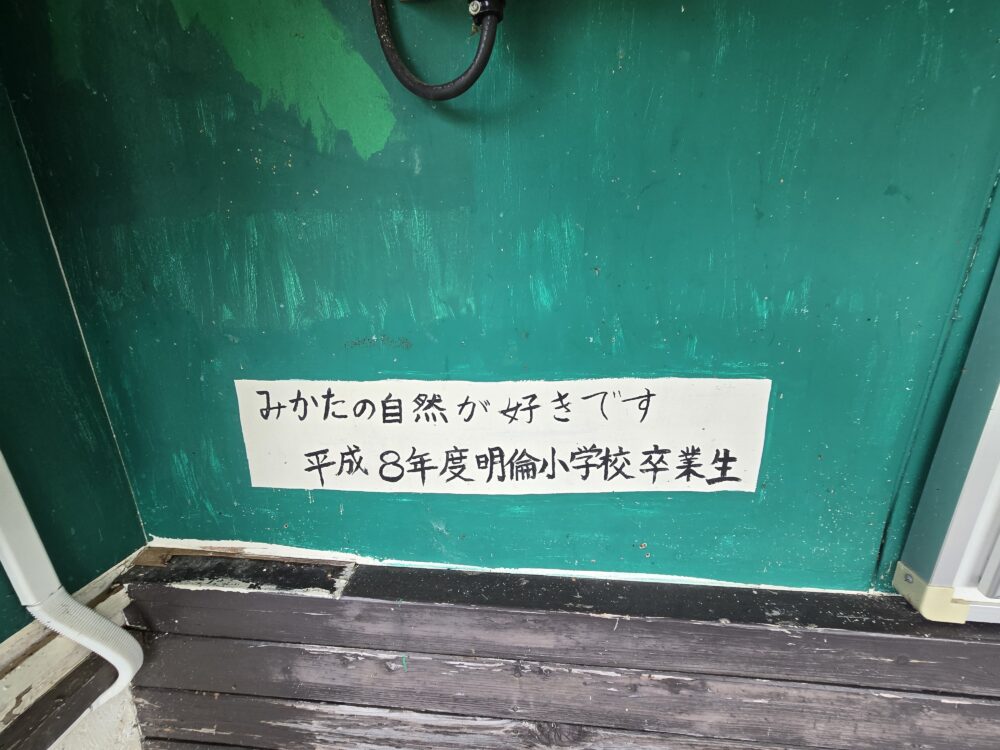 みかたの自然が好きです
平成8年度明倫小学校卒業生